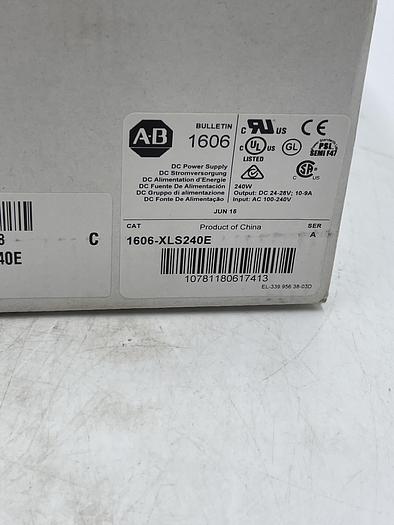 A·B
BULLETIN
1606
C UL US CE
C UL US
LISTED
GL
PSL
SEMI F47
SA
US
DC Power Supply
DC Stromversorgung
DC Alimentation d'Energie
DC Fuente De Alimentación
DC Gruppo di alimentazione
DC Fonte De Alimentação
240W
Output: DC 24-28V; 10-9A
Input: AC 100-240V
JUN 16
CAT
Product of China
SER
1606-XLS240E
A
10781180617413
EL-339.956.38-03D
8
C
40E